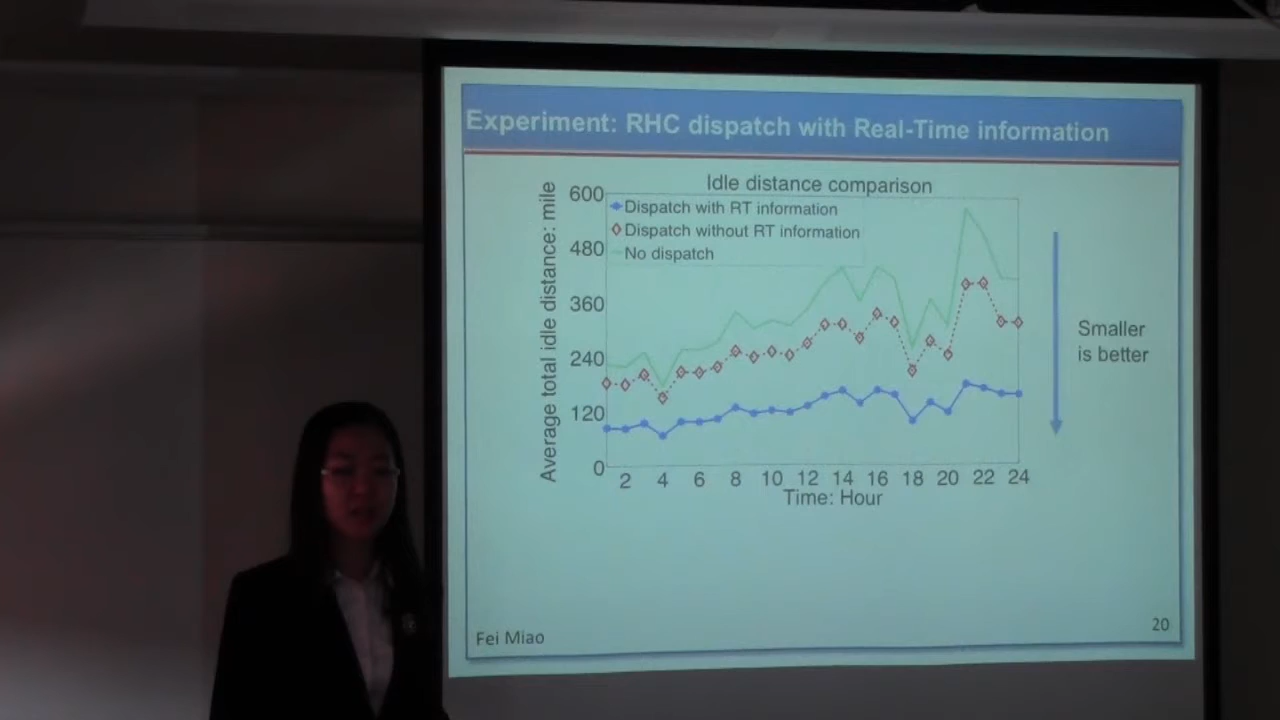 Experiment: RHC dispatch with Real-Time information
Idle distance comparison
Average total idle distance: mile
600
480
360
240
120
0
Dispatch with RT information
Dispatch without RT information
No dispatch
2 4 6 8 10 12 14 16 18 20 22 24
Time: Hour
Smaller
is better
Fei Miao
20